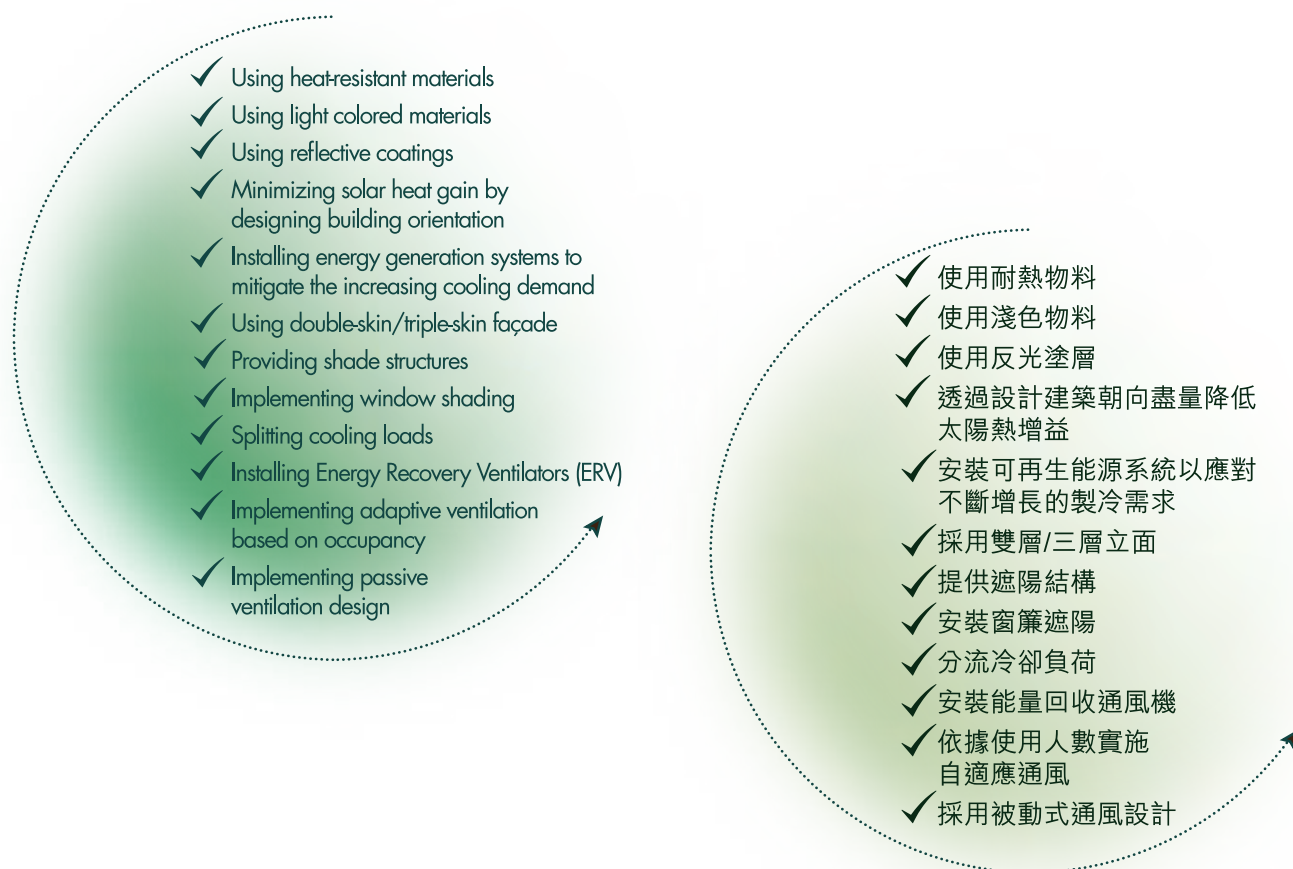 Using heat-resistant materials
Using light colored materials
Using reflective coatings
Minimizing solar heat gain by
designing building orientation
Installing energy generation systems to
mitigate the increasing cooling demand
Using double-skin/triple-skin façade
Providing shade structures
Implementing window shading
Splitting cooling loads
Installing Energy Recovery Ventilators (ERV)
Implementing adaptive ventilation
based on occupancy
Implementing passive
ventilation design
使用耐熱物料
使用淺色物料
使用反光塗層
透過設計建築朝向盡量降低
太陽熱增益
安裝可再生能源系統以應對
不斷增長的製冷需求
採用雙層/三層立面
提供遮陽結構
安裝窗簾遮陽
分流冷卻負荷
安裝能量回收通風機
依據使用人數實施
自適應通風
採用被動式通風設計